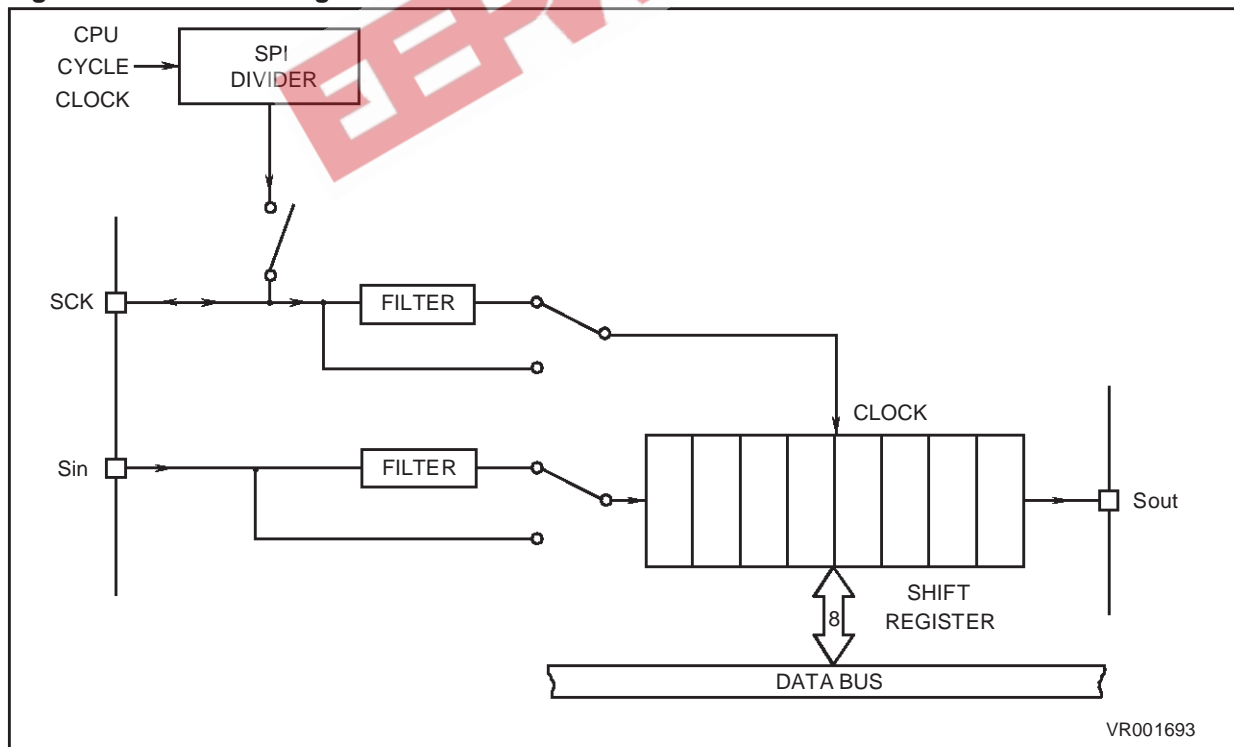 CPU
CYCLE
CLOCK
SPI
DIVIDER
SCK
FILTER
CLOCK
Sin
FILTER
Sout
SHIFT
REGISTER
8
DATA BUS
VR001693